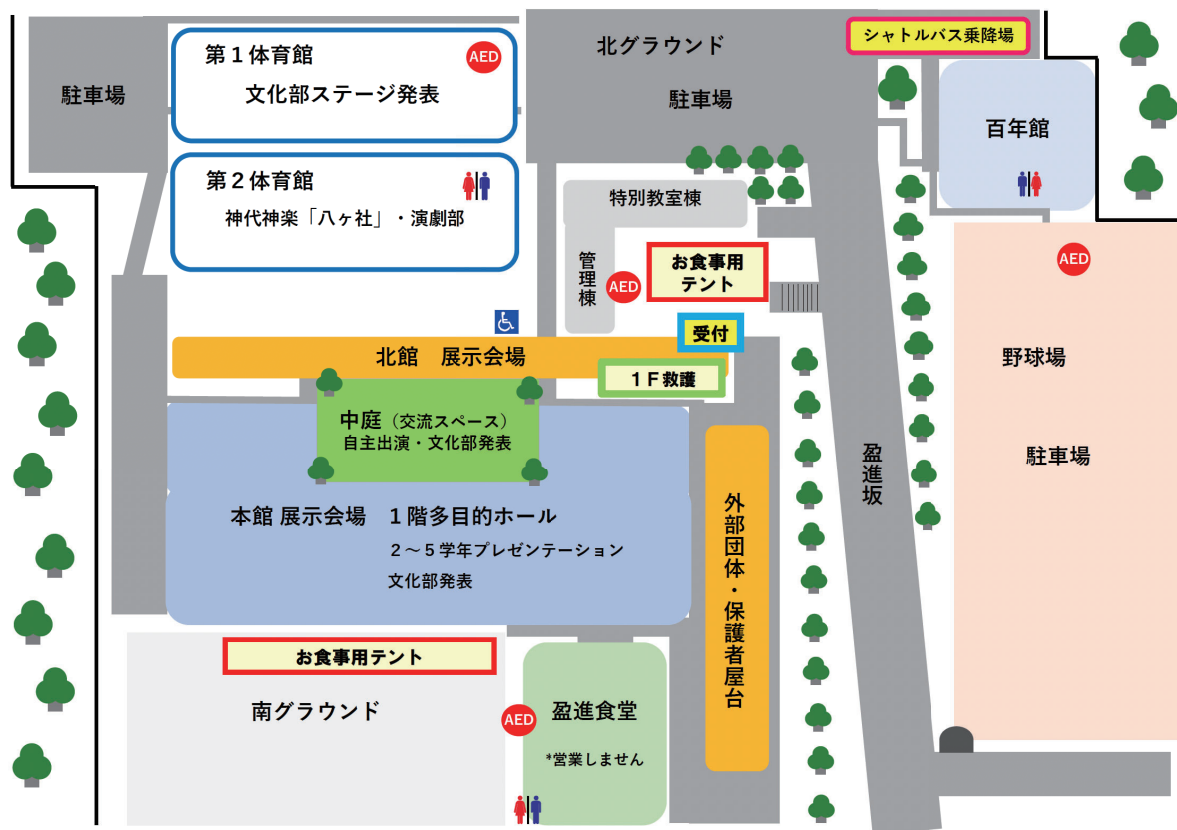 シャトルバス乗降場
北グラウンド
駐車場
駐車場
第1体育館
AED
文化部ステージ発表
百年館
第2体育館
神代神楽「八ヶ社」・演劇部
特別教室棟
管理棟
AED
お食事用
テント
AED
受付
北館 展示会場
1F救護
野球場
駐車場
中庭（交流スペース）
自主出演・文化部発表
盈進坂
本館 展示会場 1階多目的ホール
2～5学年プレゼンテーション
文化部発表
外部団体・保護者屋台
お食事用テント
南グラウンド
AED
盈進食堂
*営業しません